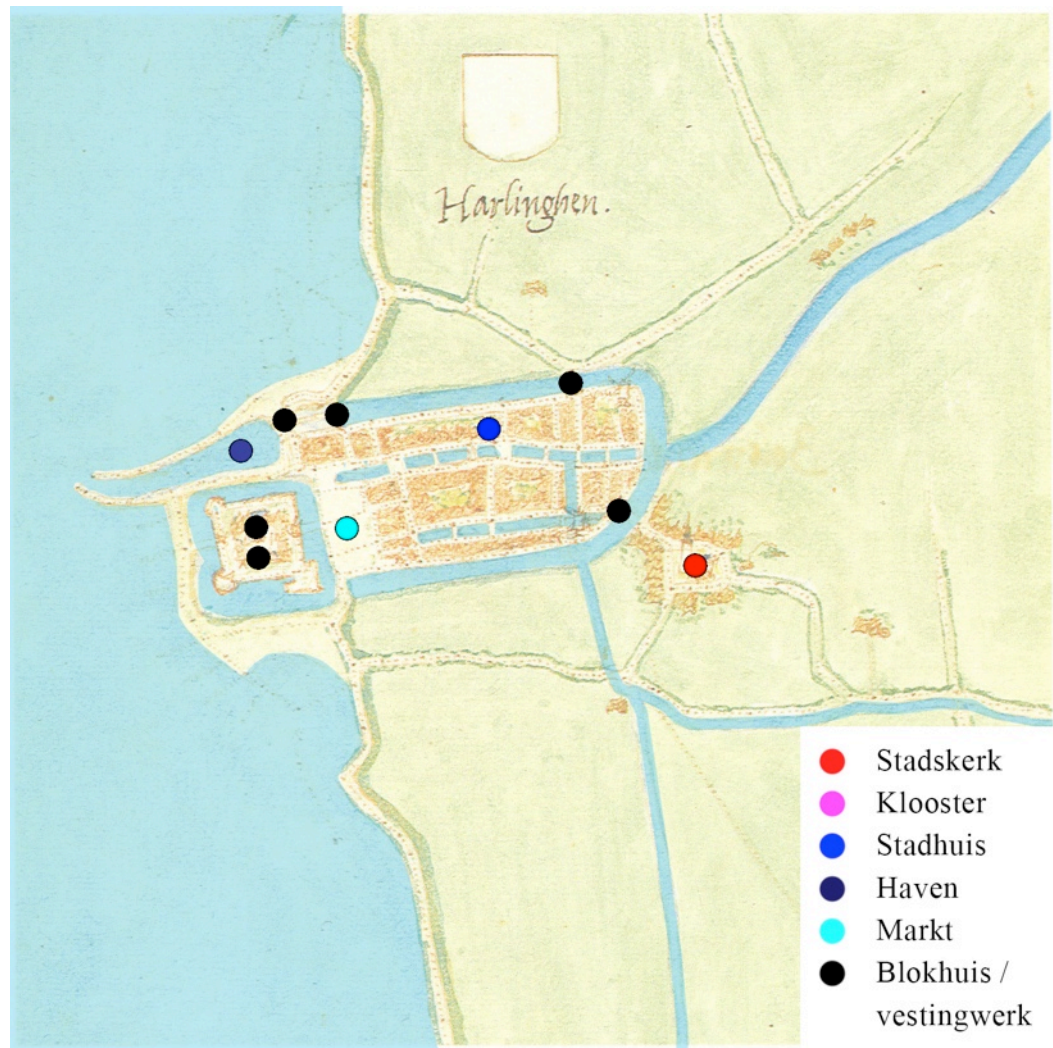 Harlinghen.
Stadskerk
Klooster
Stadhuis
Haven
Markt
Blokhuis /
vestingwerk